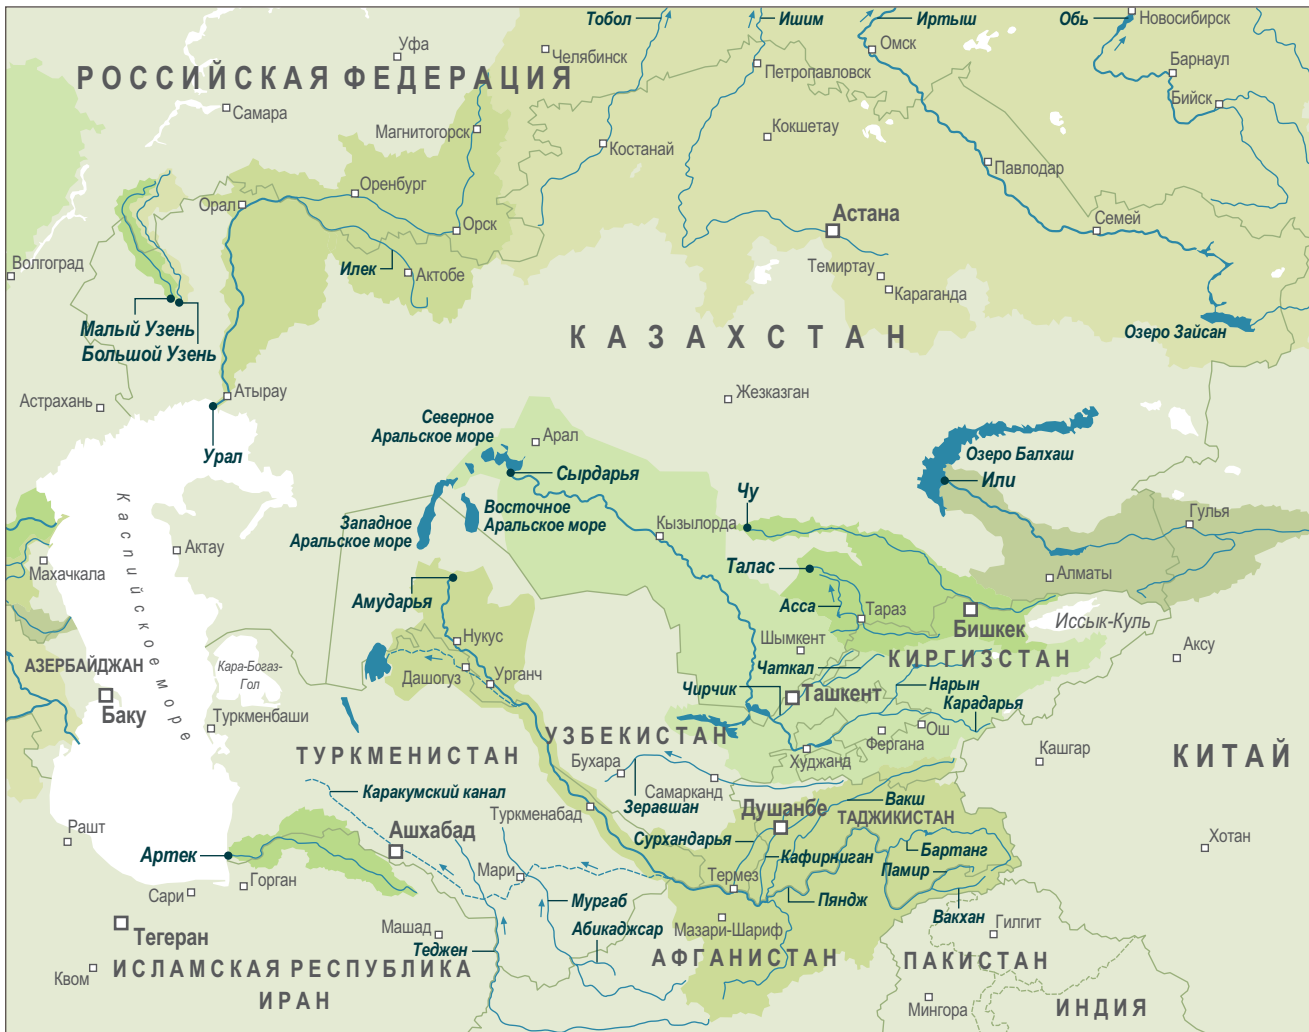 Тобол
Ишим
Иртыш
Обь
Новосибирск
Уфа
Челябинск
Омск
Петропавловск
Барнаул
РОССИЙСКАЯ ФЕДЕРАЦИЯ
Бийск
Самара
Магнитогорск
Кокшетау
Костанай
Павлодар
Оренбург
Орал
Астана
Семей
Орск
Волгоград
Илек
Актобе
Темиртау
Караганда
Малый Узень
Большой Узень
КАЗАХСТАН
Озеро Зайсан
Астрахань
Атырау
Жезказган
Северное
Аральское море
Арал
Урал
Озеро Балхаш
Сырдарья
Или
Каспийское море
Чу
Западное
Аральское море
Восточное
Аральское море
Кызылорда
Гулья
Актау
Махачкала
Талас
Алматы
Амударья
Асса
Тараз
Бишкек
Иссык-Куль
Нукус
Шымкент
Аксу
АЗЕРБАЙДЖАН
Кара-Богаз-
Гол
Дашогуз
Урганч
Чаткал
КИРГИЗСТАН
Баку
Чирчик
Ташкент
Нарын
Карадарья
Туркменбаши
УЗБЕКИСТАН
Ош
Фергана
ТУРКМЕНИСТАН
Бухара
Худжанд
Кашгар
КИТАЙ
Каракумский канал
Самарканд
Зеравшан
Туркменабад
Душанбе
Вакш
ТАДЖИКИСТАН
Рашт
Ашхабад
Сурхандарья
Хотан
Артек
Кафирниган
Бартанг
Памир
Сари
Горган
Мари
Термез
Пяндж
Мургаб
Вакхан
Тегеран
Машад
Абикаджсар
Мазари-Шариф
Гилгит
Теджен
АФГАНИСТАН
ПАКИСТАН
Квом
ИСЛАМСКАЯ РЕСПУБЛИКА
ИРАН
Мингора
ИНДИЯ